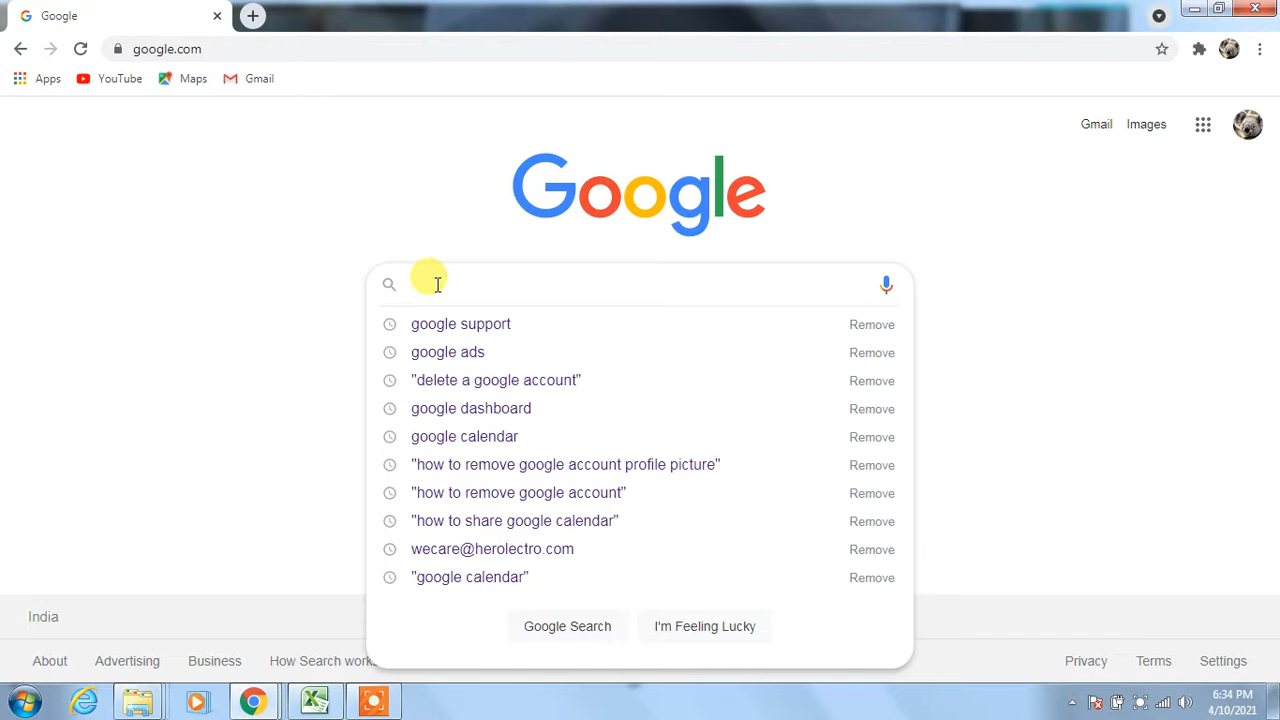 Google
google.com
Apps YouTube Maps Gmail
Gmail Images
Google
google support Remove
google ads Remove
"delete a google account" Remove
google dashboard Remove
google calendar Remove
"how to remove google account profile picture" Remove
"how to remove google account" Remove
"how to share google calendar" Remove
wecare@herolectro.com Remove
"google calendar" Remove
Google Search I'm Feeling Lucky
India
About Advertising Business How Search works Privacy Terms Settings
6:34 PM
4/10/2021